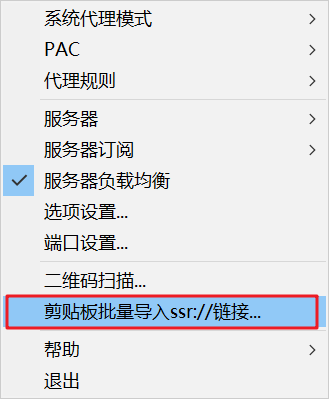 系统代理模式
PAC
代理规则
服务器
服务器订阅
服务器负载均衡
选项设置...
端口设置...
二维码扫描...
剪贴板批量导入ssr://链接...
帮助
退出